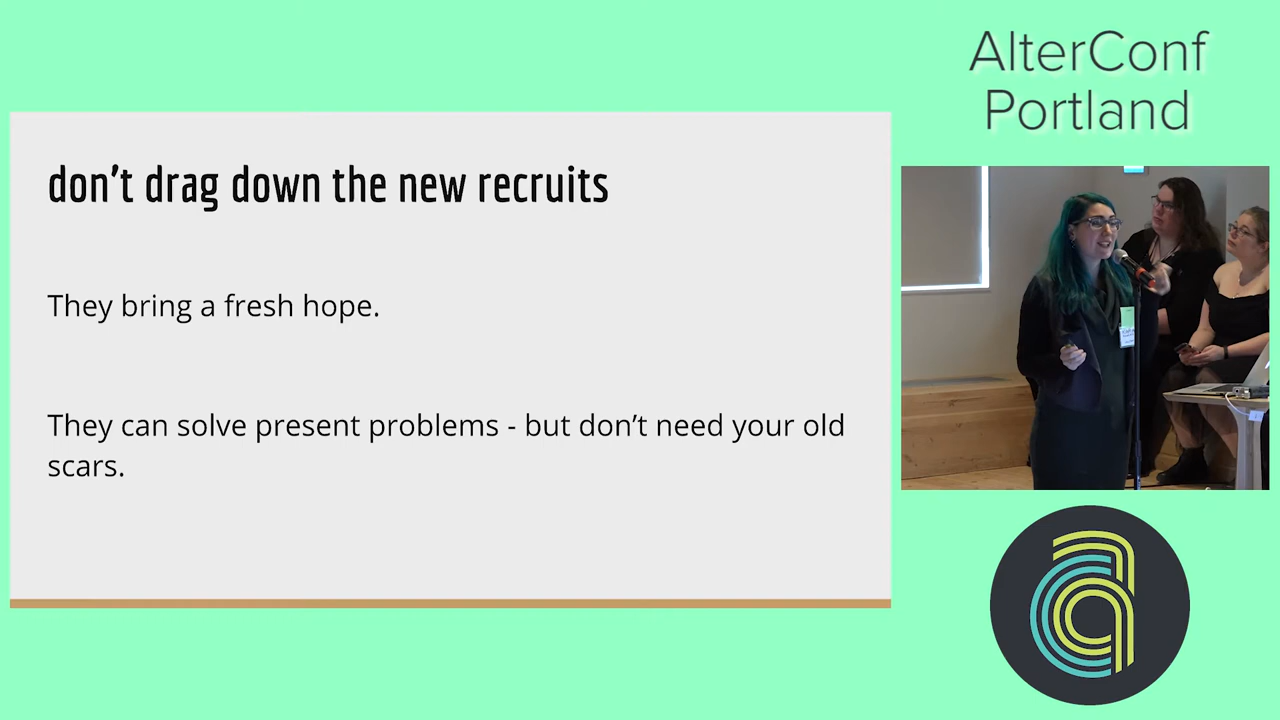 AlterConf
Portland
don't drag down the new recruits
They bring a fresh hope.
They can solve present problems - but don't need your old
scars.